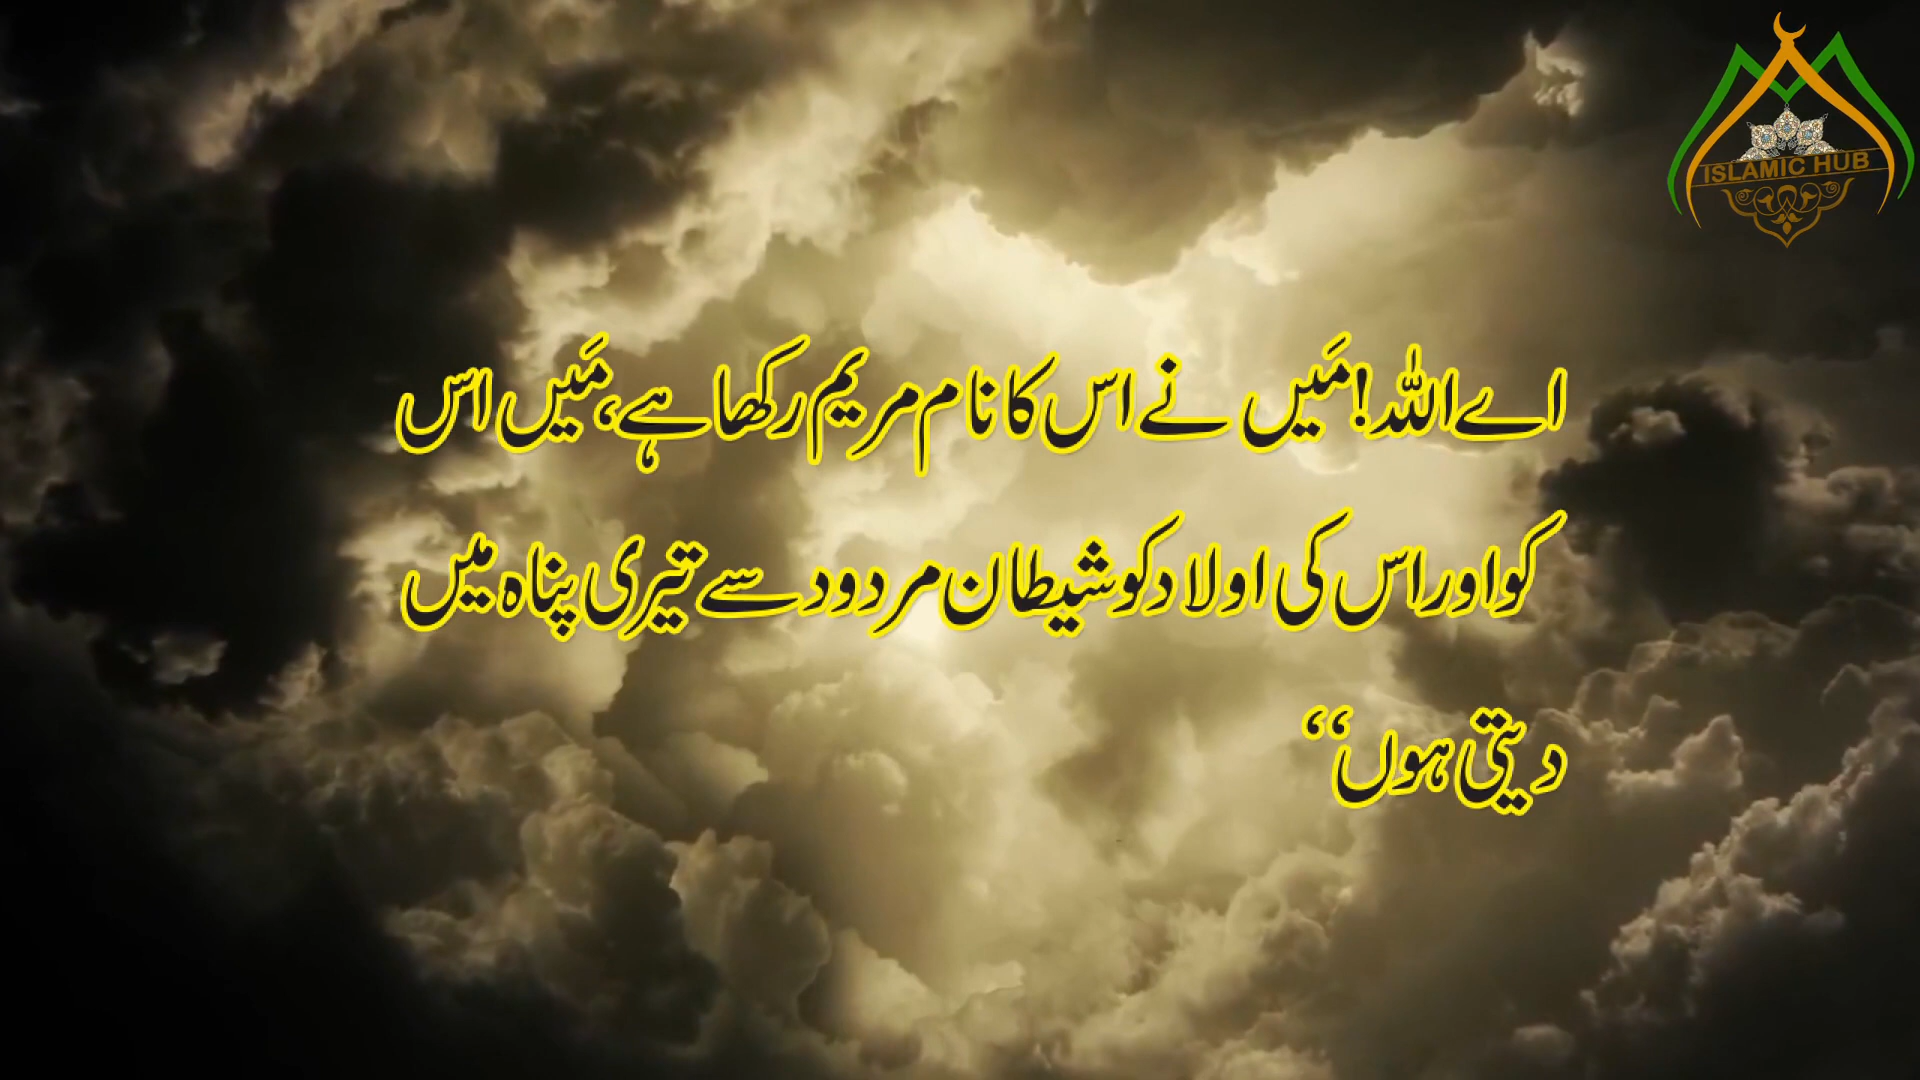 ISLAMIC HUB
اے اللہ! مَیں نے اس کا نام مریم رکھا ہے، مَیں اس
کو اور اس کی اولاد کو شیطان مردود سے تیری پناہ میں
دیتی ہوں‘‘